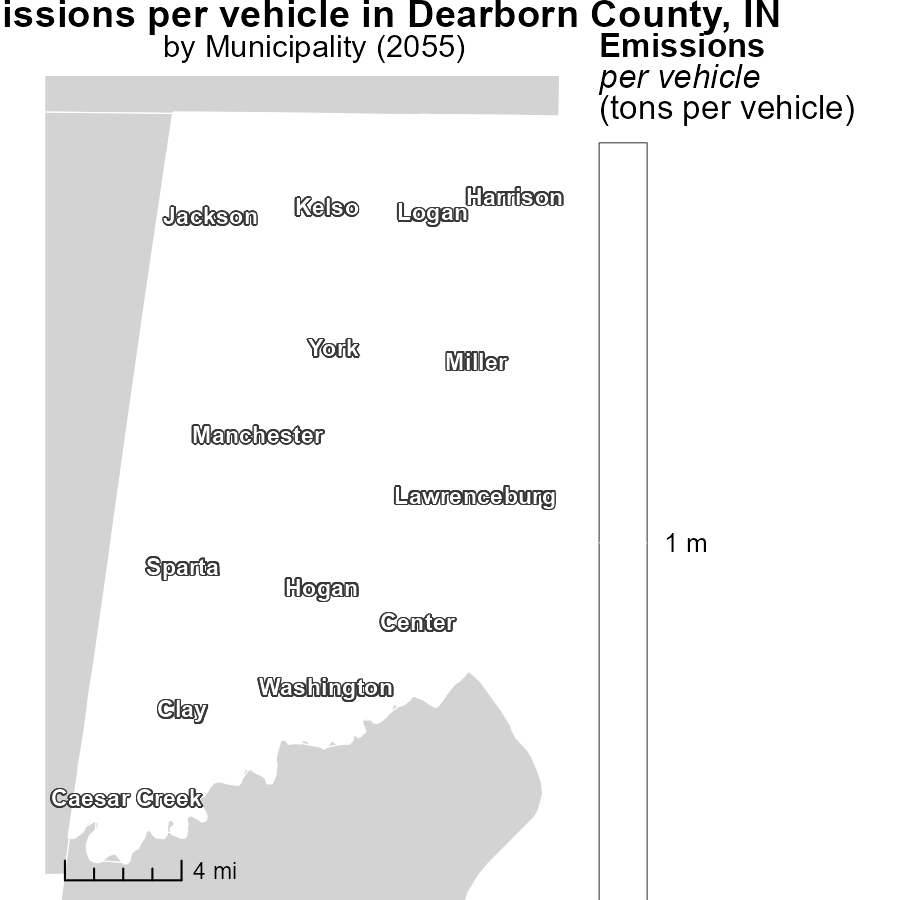 issions per vehicle in Dearborn County, IN
by Municipality (2055)
Emissions
per vehicle
(tons per vehicle)
Harrison
Kelso
Logan
Jackson
York
Miller
Manchester
Lawrenceburg
1 m
Sparta
Hogan
Center
Washington
Clay
Caesar Creek
4 mi